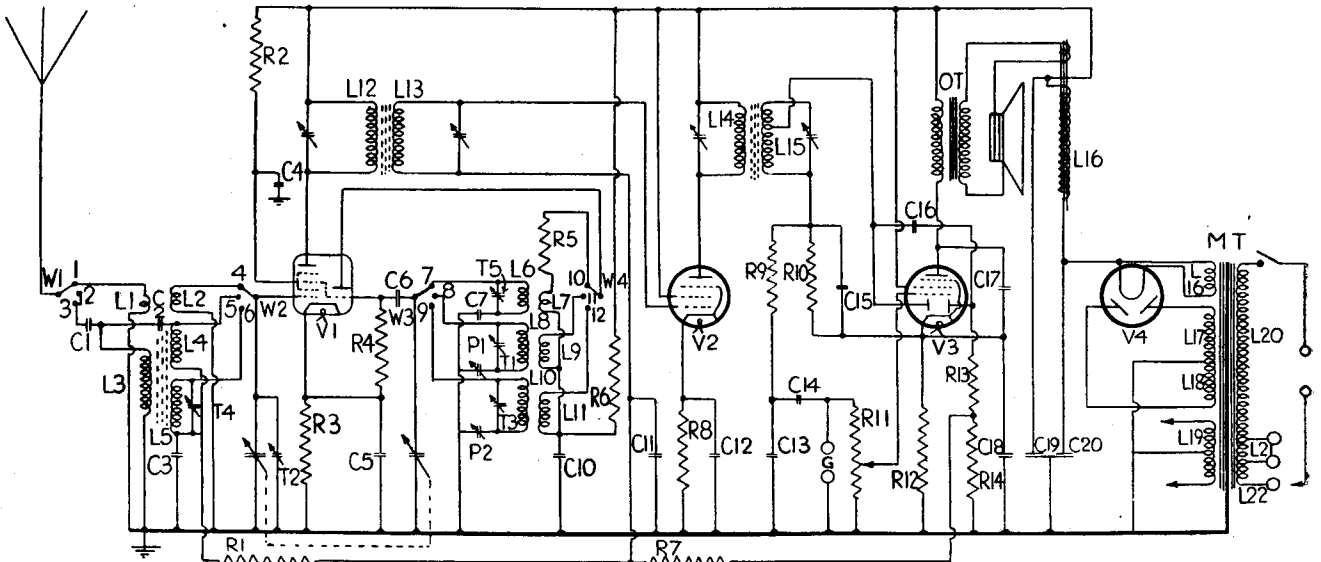 R2
L12
L13
C4
L14
L15
OT
L16
C16
W1
1
2
3
C1
L1
C2
L2
4
5
6
W2
L3
L4
L5
T4
C3
T2
V1
R3
R4
C5
C6
W3
7
8
9
T5
L6
C7
P1
T1
T3
P2
R5
L7
L8
L9
L10
L11
10
11
12
W4
R6
C10
C11
V2
R8
C12
R9
R10
C15
C13
C14
G
R11
V3
C17
R12
R13
R14
C18
C19
C20
V4
MT
L16
L17
L18
L19
L20
L21
L22
R1
R7